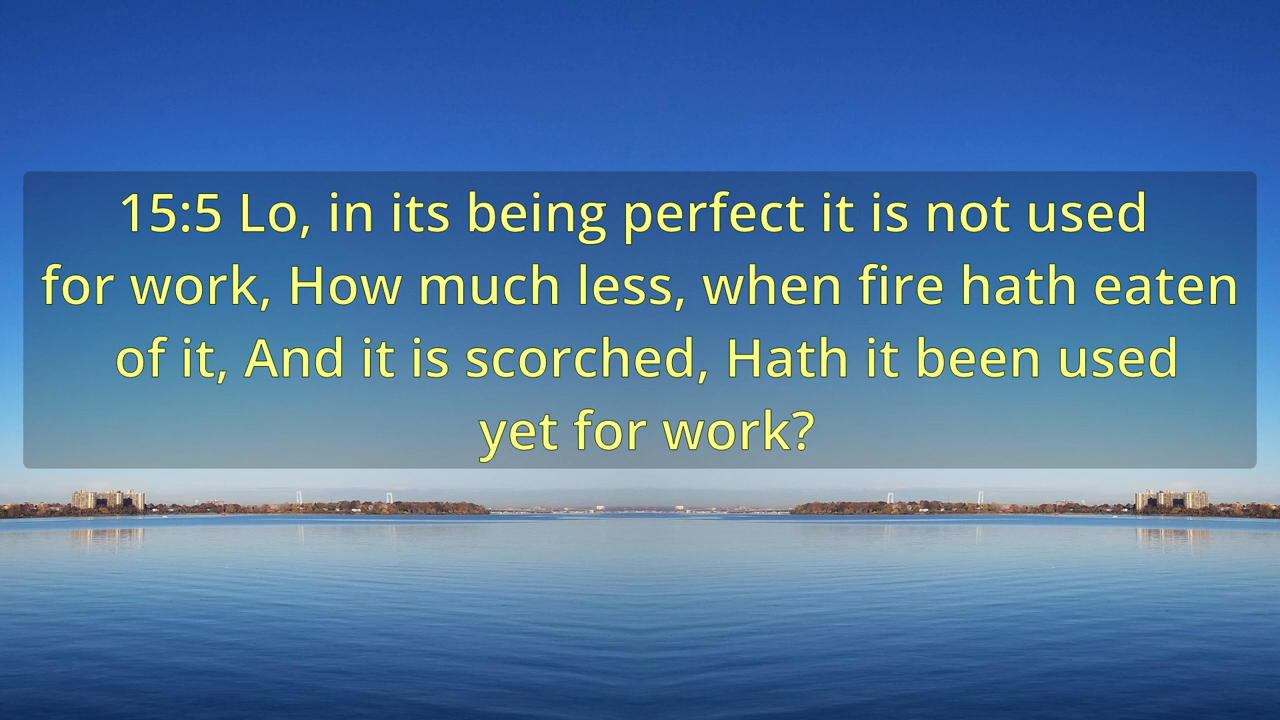 15:5 Lo, in its being perfect it is not used
for work, How much less, when fire hath eaten
of it, And it is scorched, Hath it been used
yet for work?